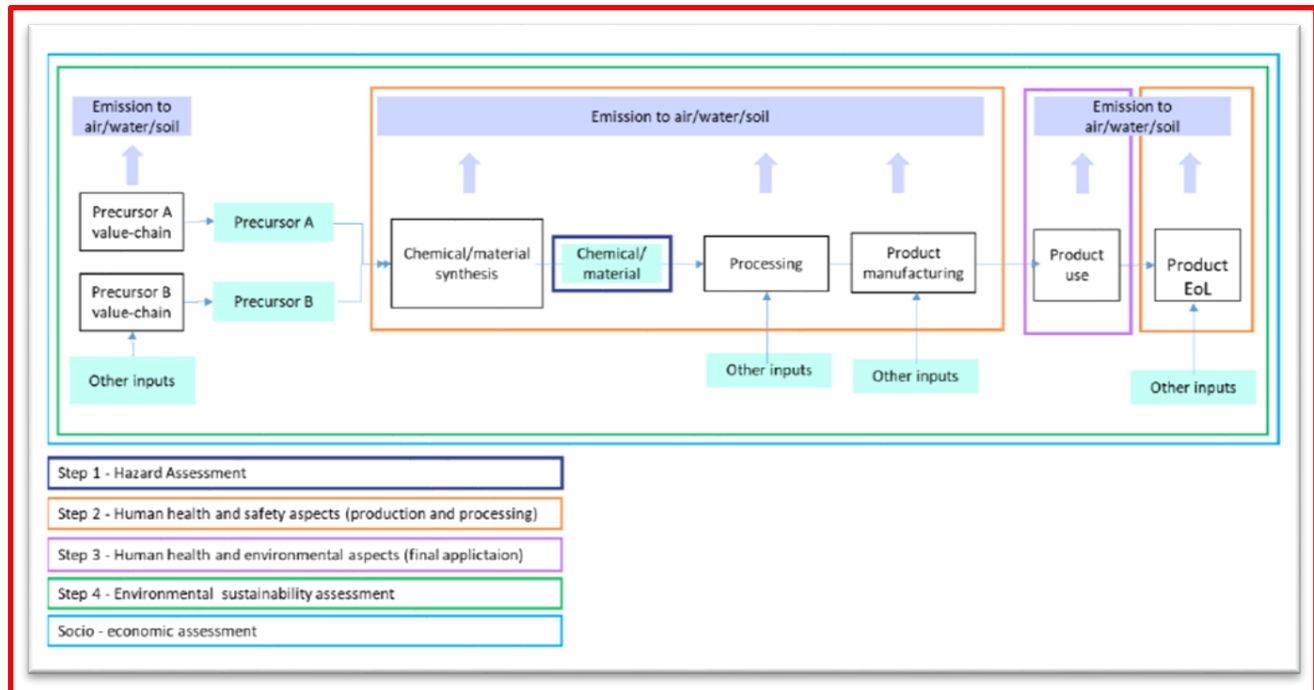 Emission to
air/water/soil
Emission to air/water/soil
Emission to
air/water/soil
Precursor A
value-chain
Precursor A
Precursor B
value-chain
Precursor B
Other inputs
Chemical/material
synthesis
Chemical/
material
Processing
Product
manufacturing
Product
use
Product
EoL
Other inputs
Other inputs
Other inputs
Step 1 - Hazard Assessment
Step 2 - Human health and safety aspects (production and processing)
Step 3 - Human health and environmental aspects (final applictaion)
Step 4 - Environmental sustainability assessment
Socio - economic assessment